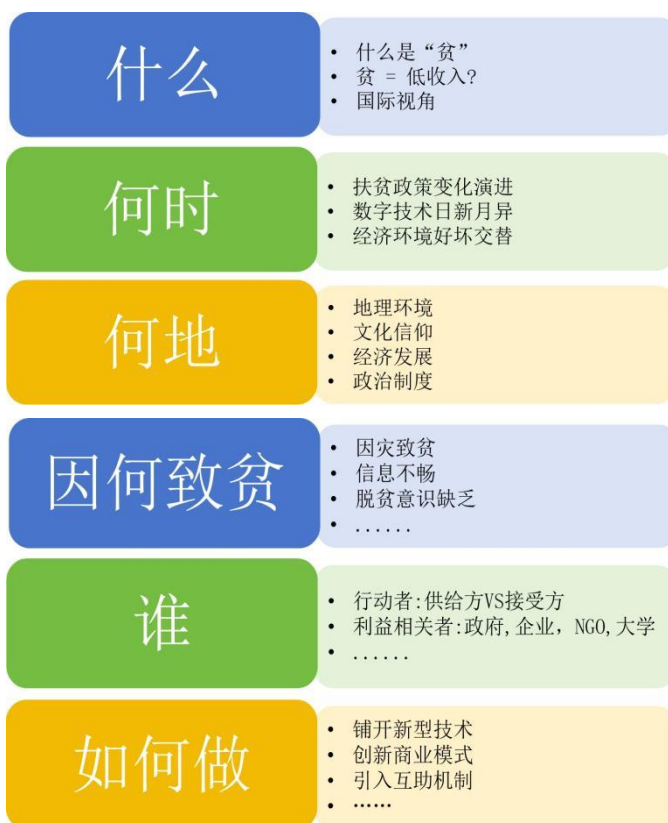 什么
• 什么是“贫”
• 贫 = 低收入?
• 国际视角
何时
• 扶贫政策变化演进
• 数字技术日新月异
• 经济环境好坏交替
何地
• 地理环境
• 文化信仰
• 经济发展
• 政治制度
因何致贫
• 因灾致贫
• 信息不畅
• 脱贫意识缺乏
• ......
谁
• 行动者:供给方VS接受方
• 利益相关者:政府,企业，NGO,大学
• ......
如何做
• 铺开新型技术
• 创新商业模式
• 引入互助机制
• ……